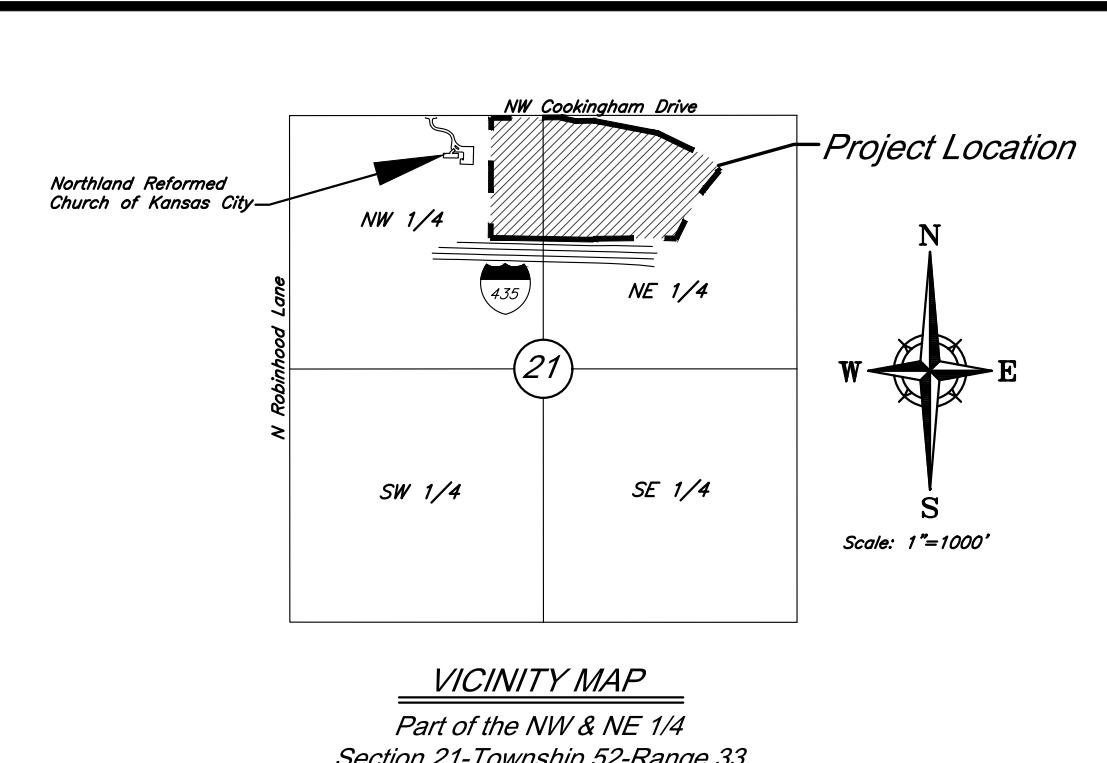 NW Cookingham Drive
Project Location
Northland Reformed
Church of Kansas City
NW 1/4
N
435
NE 1/4
N Robinhood Lane
21
W
E
SW 1/4
SE 1/4
S
Scale: 1"=1000'
VICINITY MAP
Part of the NW & NE 1/4
Section 21-Township 52-Range 33